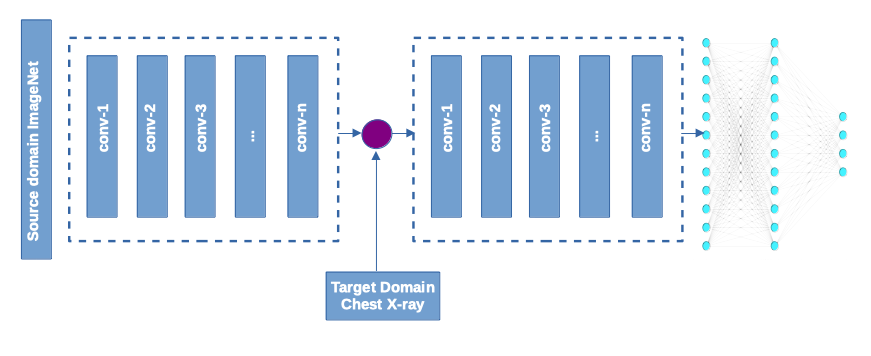 Source domain ImageNet
conv-1
conv-2
conv-3
...
conv-n
conv-1
conv-2
conv-3
...
conv-n
Target Domain
Chest X-ray